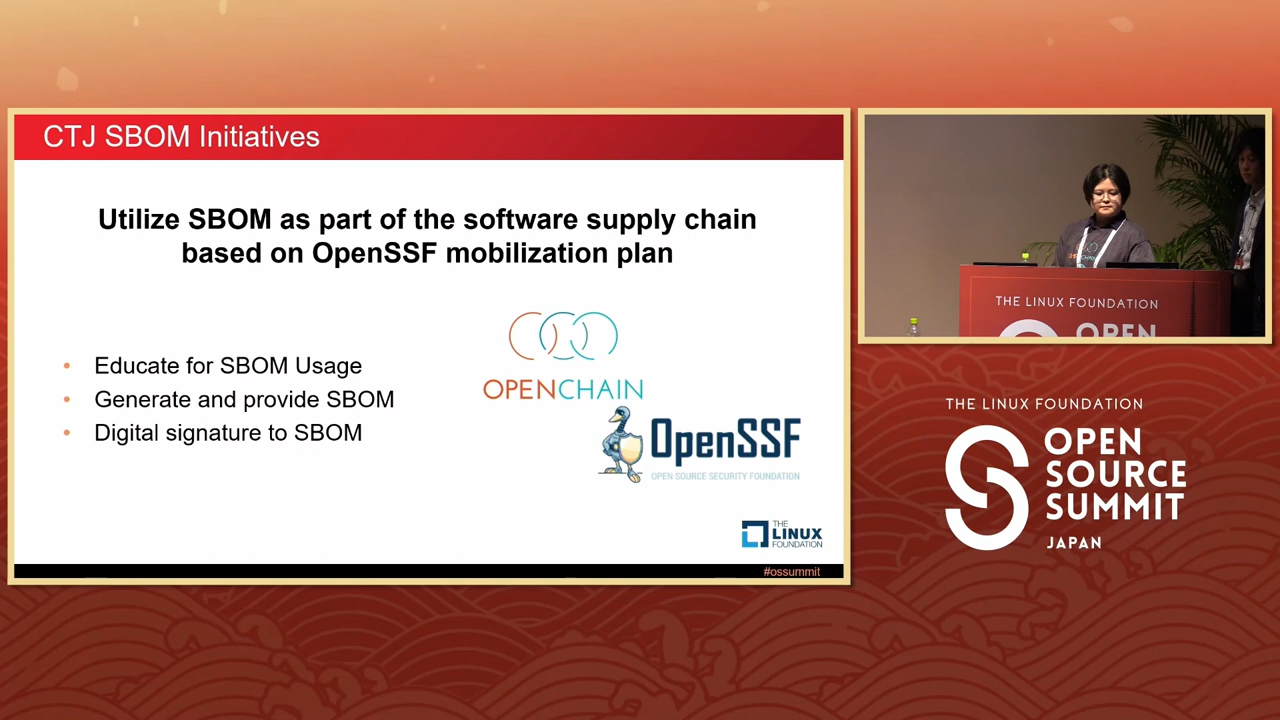 CTJ SBOM Initiatives
Utilize SBOM as part of the software supply chain
based on OpenSSF mobilization plan
• Educate for SBOM Usage
• Generate and provide SBOM
• Digital signature to SBOM
OPENCHAIN
OpenSSF
OPEN SOURCE SECURITY FOUNDATION
THE
LINUX
FOUNDATION
#ossummit
THE LINUX FOUNDATION
OPEN
THE LINUX FOUNDATION
OPEN
SOURCE
SUMMIT
JAPAN